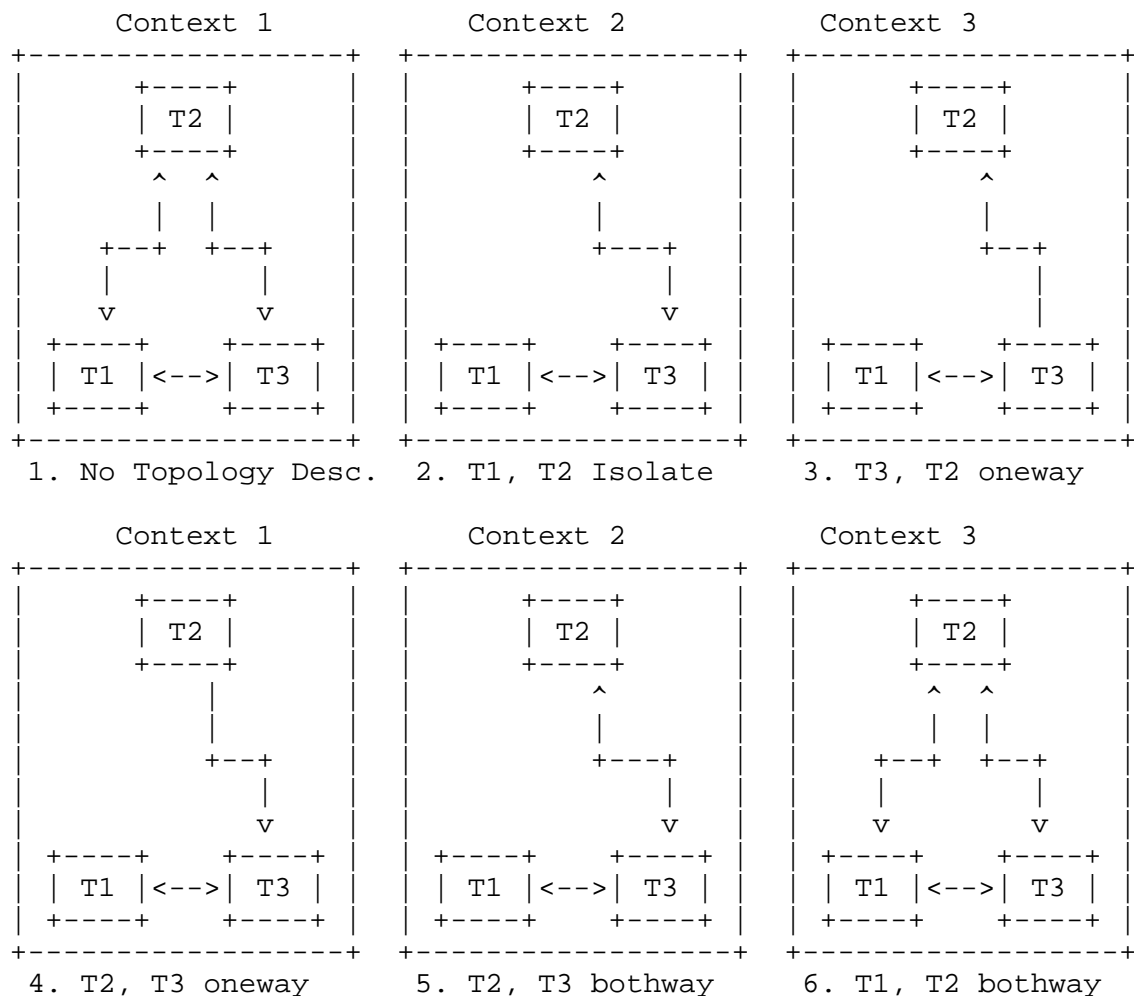 Context 1 Context 2 Context 3
T2 T2 T2
T1 <--> T3 T1 <--> T3 T1 <--> T3
1. No Topology Desc. 2. T1, T2 Isolate 3. T3, T2 oneway
Context 1 Context 2 Context 3
T2 T2 T2
T1 <--> T3 T1 <--> T3 T1 <--> T3
4. T2, T3 oneway 5. T2, T3 bothway 6. T1, T2 bothway